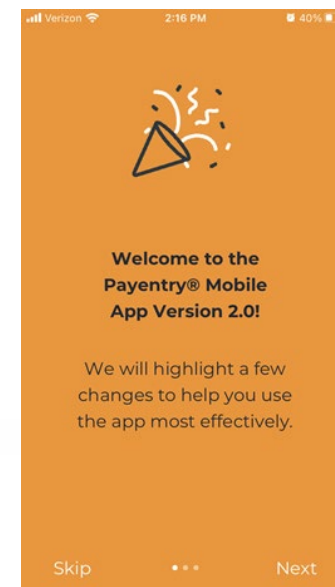 Verizon 2:16 PM 40%
Welcome to the
Payentry® Mobile
App Version 2.0!
We will highlight a few
changes to help you use
the app most effectively.
Skip Next